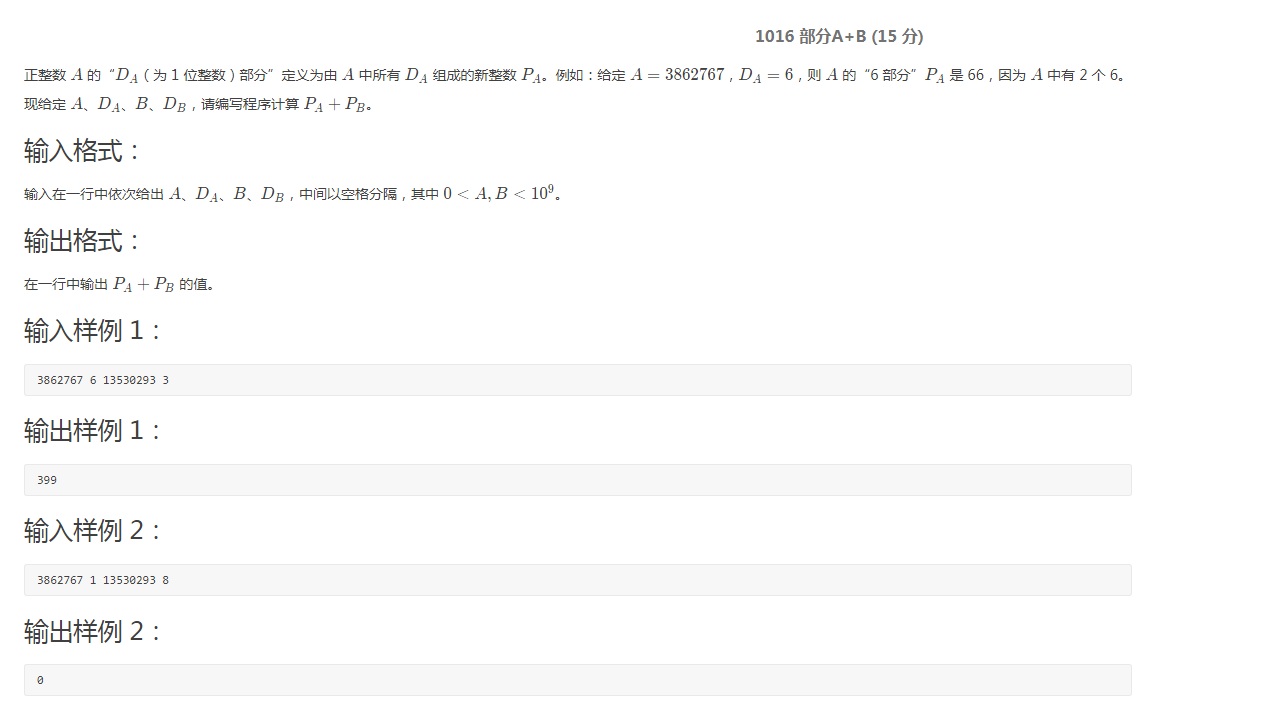 1016 部分A+B (15 分)
正整数 A 的“D_A（为 1 位整数）部分”定义为由 A 中所有 D_A 组成的新整数 P_A。例如：给定 A = 3862767，D_A = 6，则 A 的“6 部分”P_A 是 66，因为 A 中有 2 个 6。
现给定 A、D_A、B、D_B，请编写程序计算 P_A + P_B。
输入格式：
输入在一行中依次给出 A、D_A、B、D_B，中间以空格分隔，其中 0 < A, B < 10^9。
输出格式：
在一行中输出 P_A + P_B 的值。
输入样例 1：
3862767 6 13530293 3
输出样例 1：
399
输入样例 2：
3862767 1 13530293 8
输出样例 2：
0